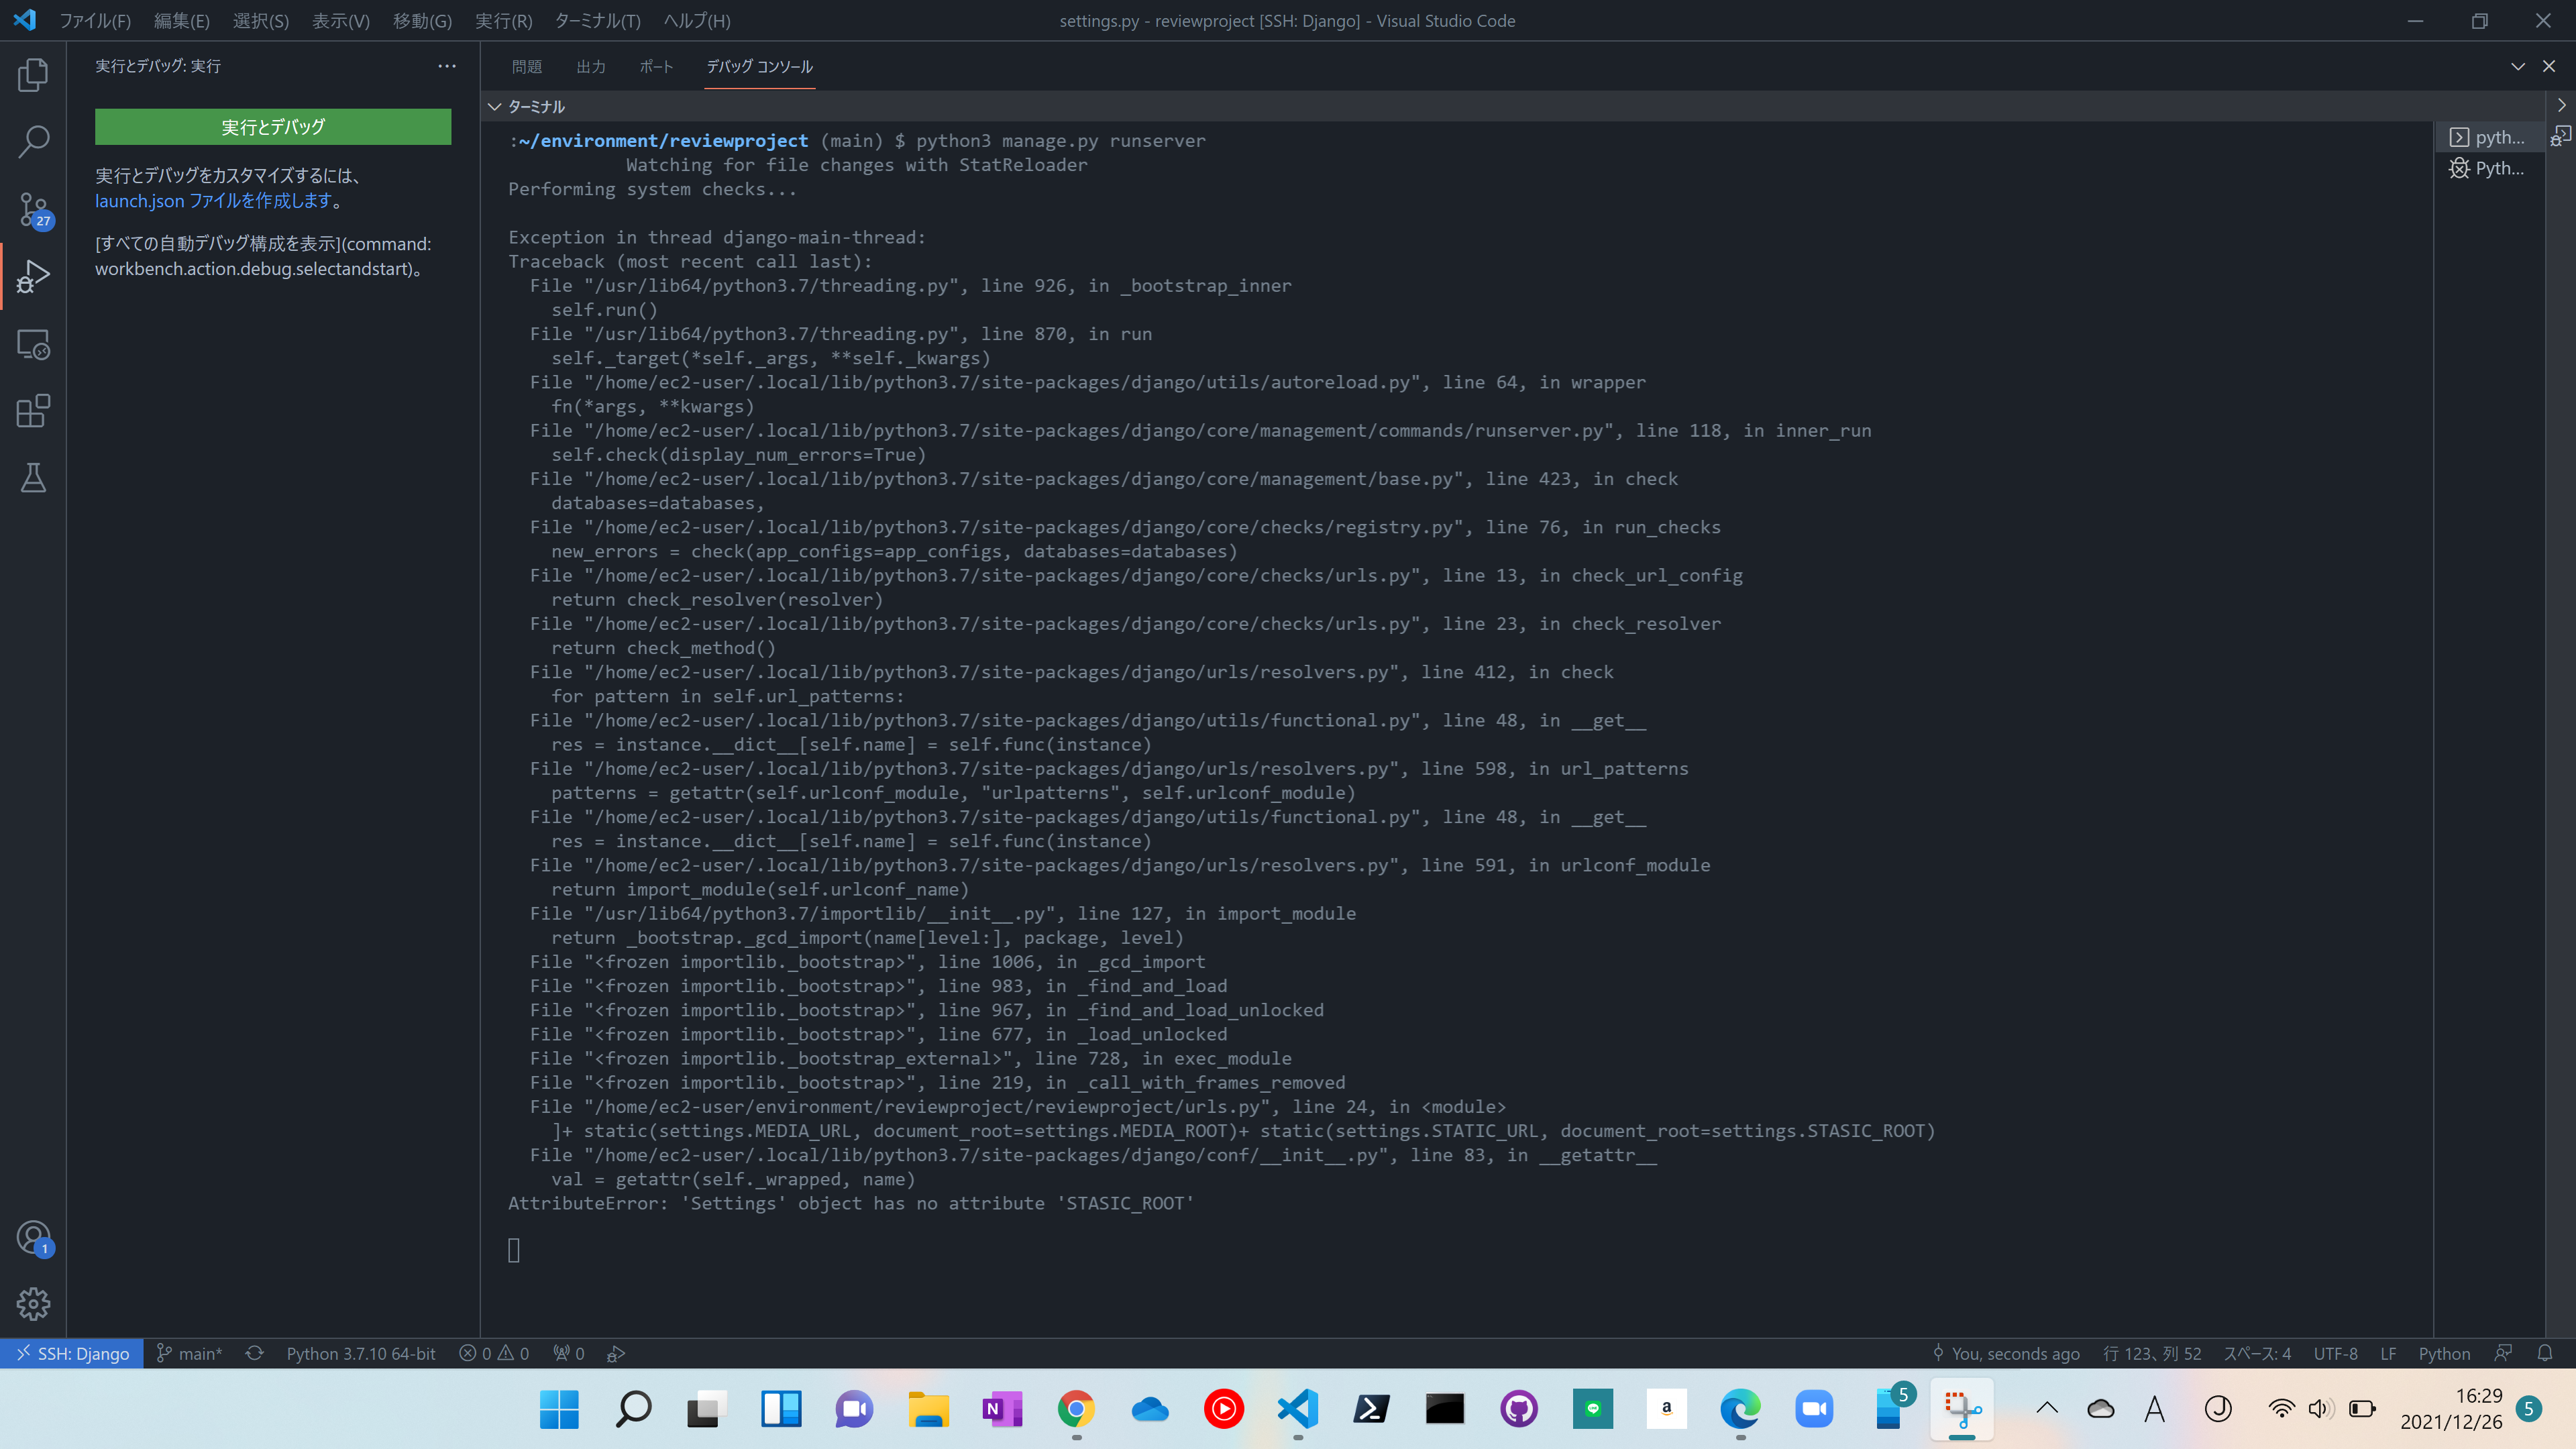 ファイル(F) 編集(E) 選択(S) 表示(V) 移動(G) 実行(R) ターミナル(T) ヘルプ(H)
settings.py - reviewproject [SSH: Django] - Visual Studio Code
実行とデバッグ: 実行
実行とデバッグ
実行とデバッグをカスタマイズするには、
launch.json ファイルを作成します。
[すべての自動デバッグ構成を表示](command:
workbench.action.debug.selectandstart)。
27
1
問題 出力 ポート デバッグ コンソール
ターミナル
:~/environment/reviewproject (main) $ python3 manage.py runserver
Watching for file changes with StatReloader
Performing system checks...
Exception in thread django-main-thread:
Traceback (most recent call last):
File "/usr/lib64/python3.7/threading.py", line 926, in _bootstrap_inner
self.run()
File "/usr/lib64/python3.7/threading.py", line 870, in run
self._target(*self._args, **self._kwargs)
File "/home/ec2-user/.local/lib/python3.7/site-packages/django/utils/autoreload.py", line 64, in wrapper
fn(*args, **kwargs)
File "/home/ec2-user/.local/lib/python3.7/site-packages/django/core/management/commands/runserver.py", line 118, in inner_run
self.check(display_num_errors=True)
File "/home/ec2-user/.local/lib/python3.7/site-packages/django/core/management/base.py", line 423, in check
databases=databases,
File "/home/ec2-user/.local/lib/python3.7/site-packages/django/core/checks/registry.py", line 76, in run_checks
new_errors = check(app_configs=app_configs, databases=databases)
File "/home/ec2-user/.local/lib/python3.7/site-packages/django/core/checks/urls.py", line 13, in check_url_config
return check_resolver(resolver)
File "/home/ec2-user/.local/lib/python3.7/site-packages/django/core/checks/urls.py", line 23, in check_resolver
return check_method()
File "/home/ec2-user/.local/lib/python3.7/site-packages/django/urls/resolvers.py", line 412, in check
for pattern in self.url_patterns:
File "/home/ec2-user/.local/lib/python3.7/site-packages/django/utils/functional.py", line 48, in __get__
res = instance.__dict__[self.name] = self.func(instance)
File "/home/ec2-user/.local/lib/python3.7/site-packages/django/urls/resolvers.py", line 598, in url_patterns
patterns = getattr(self.urlconf_module, "urlpatterns", self.urlconf_module)
File "/home/ec2-user/.local/lib/python3.7/site-packages/django/utils/functional.py", line 48, in __get__
res = instance.__dict__[self.name] = self.func(instance)
File "/home/ec2-user/.local/lib/python3.7/site-packages/django/urls/resolvers.py", line 591, in urlconf_module
return import_module(self.urlconf_name)
File "/usr/lib64/python3.7/importlib/__init__.py", line 127, in import_module
return _bootstrap._gcd_import(name[level:], package, level)
File "<frozen importlib._bootstrap>", line 1006, in _gcd_import
File "<frozen importlib._bootstrap>", line 983, in _find_and_load
File "<frozen importlib._bootstrap>", line 967, in _find_and_load_unlocked
File "<frozen importlib._bootstrap>", line 677, in _load_unlocked
File "<frozen importlib._bootstrap_external>", line 728, in exec_module
File "<frozen importlib._bootstrap>", line 219, in _call_with_frames_removed
File "/home/ec2-user/environment/reviewproject/reviewproject/urls.py", line 24, in <module>
]+ static(settings.MEDIA_URL, document_root=settings.MEDIA_ROOT)+ static(settings.STATIC_URL, document_root=settings.STASIC_ROOT)
File "/home/ec2-user/.local/lib/python3.7/site-packages/django/conf/__init__.py", line 83, in __getattr__
val = getattr(self._wrapped, name)
AttributeError: 'Settings' object has no attribute 'STASIC_ROOT'
pyth...
Pyth...
SSH: Django main* Python 3.7.10 64-bit 0 0 0
You, seconds ago 行 123、列 52 スペース: 4 UTF-8 LF Python
N
LINE
a
5
A
J
16:29
2021/12/26
5